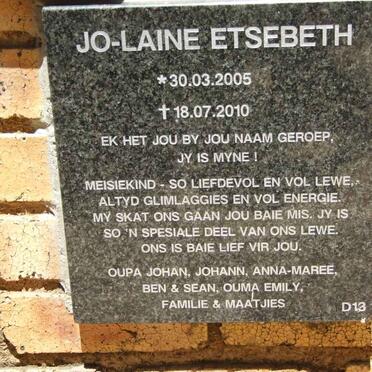 JO-LAINE ETSEBETH
*30.03.2005
†18.07.2010
EK HET JOU BY JOU NAAM GEROEP,
JY IS MYNE !
MEISIEKIND - SO LIEFDEVOL EN VOL LEWE,
ALTYD GLIMLAGGIES EN VOL ENERGIE.
MY SKAT ONS GAAN JOU BAIE MIS. JY IS
SO 'N SPESIALE DEEL VAN ONS LEWE.
ONS IS BAIE LIEF VIR JOU.
OUPA JOHAN, JOHANN, ANNA-MAREE,
BEN & SEAN, OUMA EMILY,
FAMILIE & MAATJIES
D13